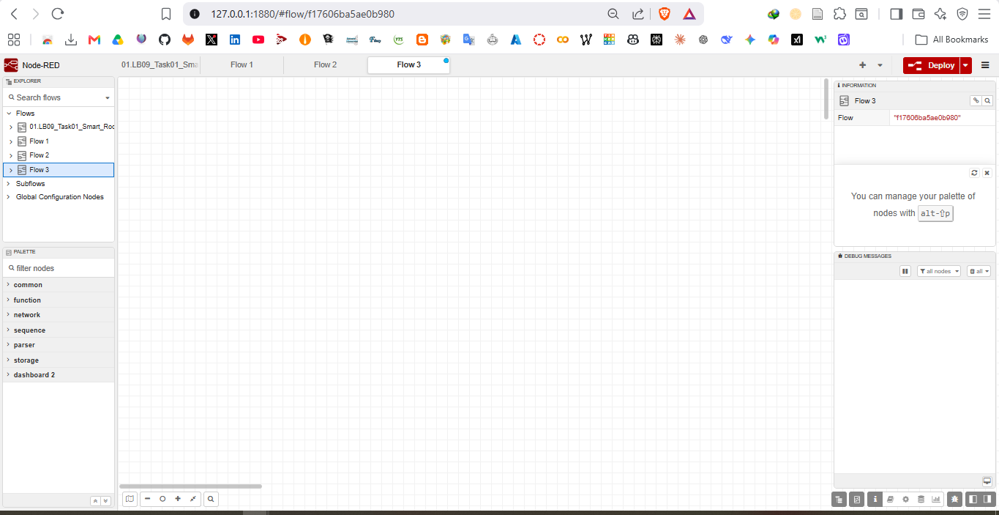 127.0.0.1:1880/#flow/f17606ba5ae0b980
All Bookmarks
Node-RED
01.LB09_Task01_Sma
Flow 1
Flow 2
Flow 3
Deploy
EXPLORER
Search flows
Flows
01.LB09_Task01_Smart_Roo
Flow 1
Flow 2
Flow 3
Subflows
Global Configuration Nodes
PALETTE
filter nodes
common
function
network
sequence
parser
storage
dashboard 2
INFORMATION
Flow 3
Flow "f17606ba5ae0b980"
You can manage your palette of
nodes with alt-⇧p
DEBUG MESSAGES
all nodes
all